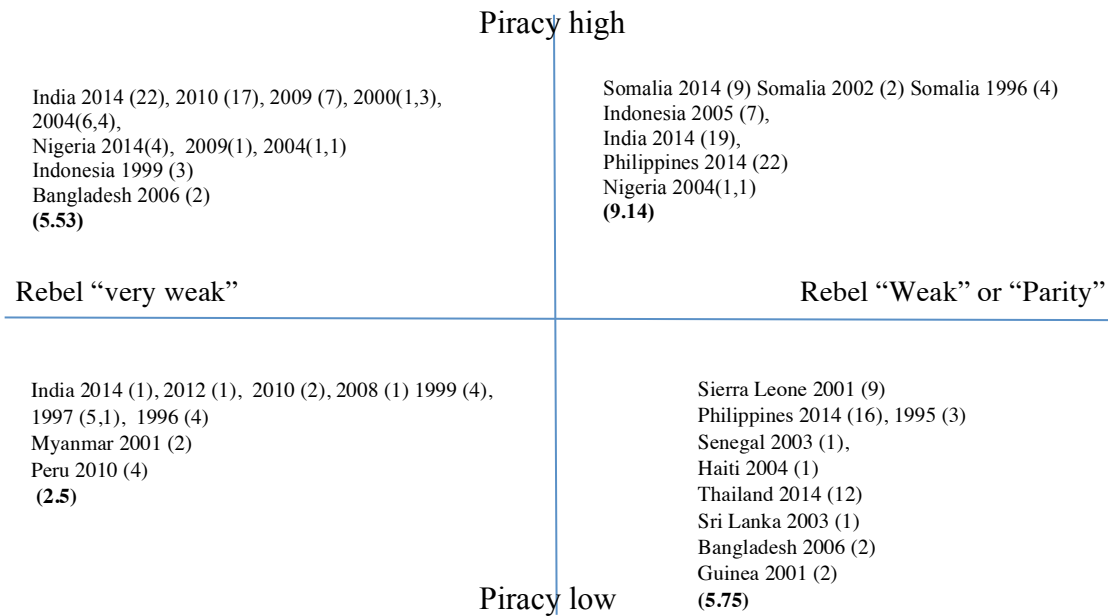 Piracy high
India 2014 (22), 2010 (17), 2009 (7), 2000(1,3),
2004(6,4),
Nigeria 2014(4),  2009(1), 2004(1,1)
Indonesia 1999 (3)
Bangladesh 2006 (2)
(5.53)
Somalia 2014 (9) Somalia 2002 (2) Somalia 1996 (4)
Indonesia 2005 (7),
India 2014 (19),
Philippines 2014 (22)
Nigeria 2004(1,1)
(9.14)
Rebel “very weak”
Rebel “Weak” or “Parity”
India 2014 (1), 2012 (1),  2010 (2), 2008 (1) 1999 (4),
1997 (5,1),  1996 (4)
Myanmar 2001 (2)
Peru 2010 (4)
(2.5)
Sierra Leone 2001 (9)
Philippines 2014 (16), 1995 (3)
Senegal 2003 (1),
Haiti 2004 (1)
Thailand 2014 (12)
Sri Lanka 2003 (1)
Bangladesh 2006 (2)
Guinea 2001 (2)
(5.75)
Piracy low